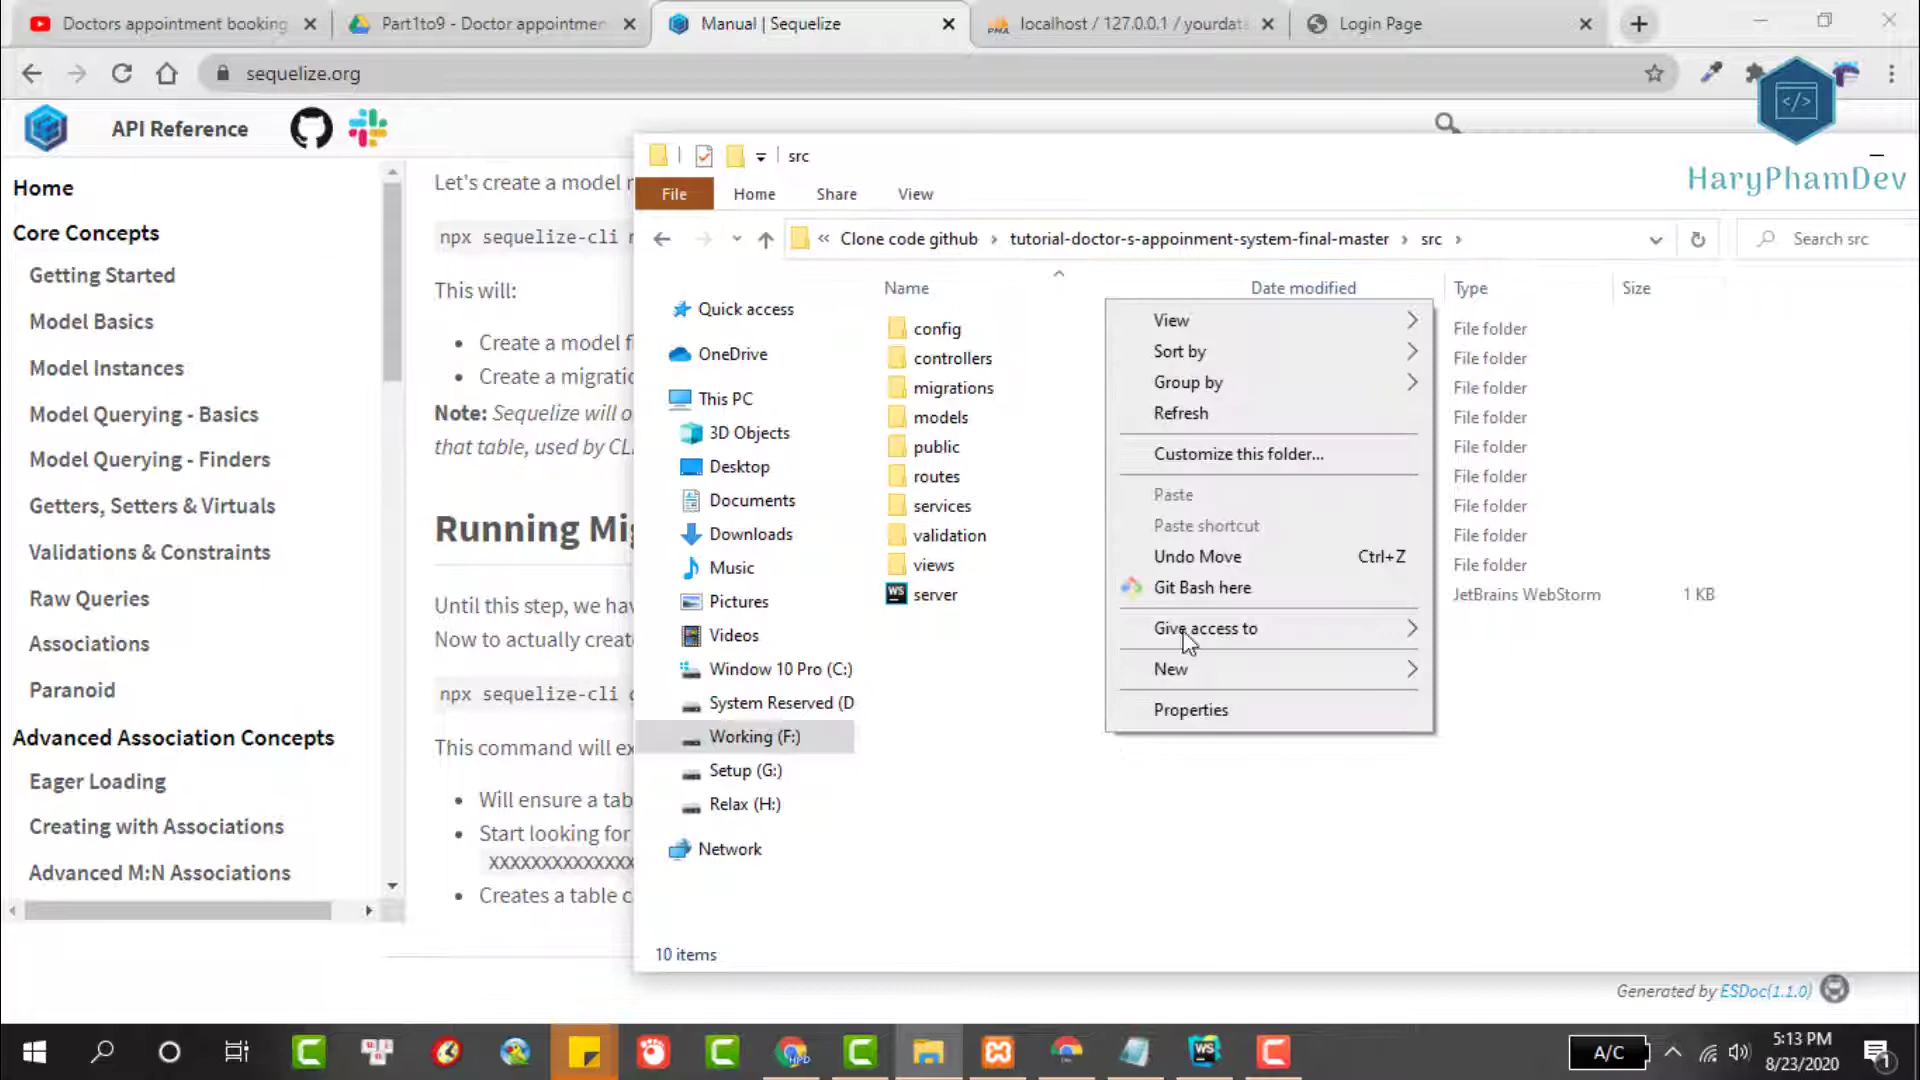 Doctors appointment booking
Part1to9 - Doctor appointmen
Manual | Sequelize
localhost / 127.0.0.1 / yourdat
Login Page
sequelize.org
API Reference
</>
HaryPhamDev
Home
Core Concepts
Getting Started
Model Basics
Model Instances
Model Querying - Basics
Model Querying - Finders
Getters, Setters & Virtuals
Validations & Constraints
Raw Queries
Associations
Paranoid
Advanced Association Concepts
Eager Loading
Creating with Associations
Advanced M:N Associations
Let's create a model
npx sequelize-cli
This will:
Create a model f
Create a migratio
Note: Sequelize will o
that table, used by CL
Running Mi
Until this step, we hav
Now to actually create
npx sequelize-cli
This command will ex
Will ensure a tab
Start looking for
XXXXXXXXXXXXXX
Creates a table c
src
File
Home
Share
View
« Clone code github › tutorial-doctor-s-appoinment-system-final-master › src ›
Search src
Name
Date modified
Type
Size
Quick access
OneDrive
This PC
3D Objects
Desktop
Documents
Downloads
Music
Pictures
Videos
Window 10 Pro (C:)
System Reserved (D
Working (F:)
Setup (G:)
Relax (H:)
Network
config
controllers
migrations
models
public
routes
services
validation
views
server
File folder
File folder
File folder
File folder
File folder
File folder
File folder
File folder
File folder
JetBrains WebStorm
1 KB
View
Sort by
Group by
Refresh
Customize this folder...
Paste
Paste shortcut
Undo Move Ctrl+Z
Git Bash here
Give access to
New
Properties
10 items
Generated by ESDoc(1.1.0)
A/C
5:13 PM
8/23/2020
1